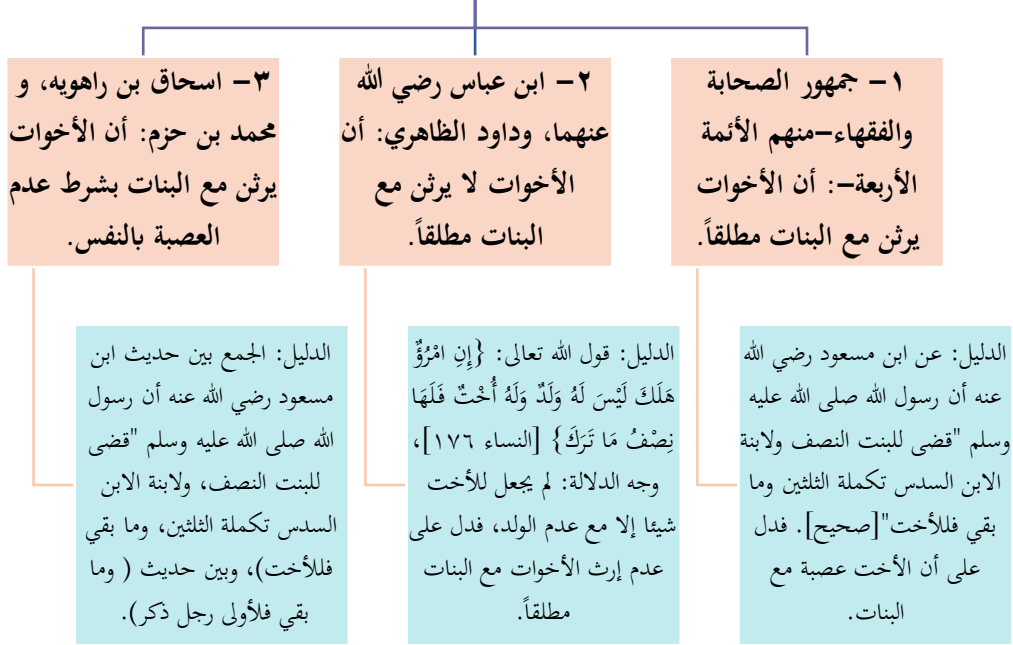 ١– جمهور الصحابة
والفقهاء–منهم الأئمة
الأربعة–: أن الأخوات
يرثن مع البنات مطلقاً.
٢– ابن عباس رضي الله
عنهما، وداود الظاهري: أن
الأخوات لا يرثن مع
البنات مطلقاً.
٣– اسحاق بن راهويه، و
محمد بن حزم: أن الأخوات
يرثن مع البنات بشرط عدم
العصبة بالنفس.
الدليل: عن ابن مسعود رضي الله
عنه أن رسول الله صلى الله عليه
وسلم "قضى للبنت النصف ولابنة
الابن السدس تكملة الثلثين وما
بقي فللأخت"[صحيح]. فدل
على أن الأخت عصبة مع
البنات.
الدليل: قول الله تعالى: {إِنِ امْرُؤٌ
هَلَكَ لَيْسَ لَهُ وَلَدٌ وَلَهُ أُخْتٌ فَلَهَا
نِصْفُ مَا تَرَكَ} [النساء ١٧٦]،
وجه الدلالة: لم يجعل للأخت
شيئا إلا مع عدم الولد، فدل على
عدم إرث الأخوات مع البنات
مطلقاً.
الدليل: الجمع بين حديث ابن
مسعود رضي الله عنه أن رسول
الله صلى الله عليه وسلم "قضى
للبنت النصف، ولابنة الابن
السدس تكملة الثلثين، وما بقي
فللأخت)، وبين حديث ( وما
بقي فلأولى رجل ذكر).